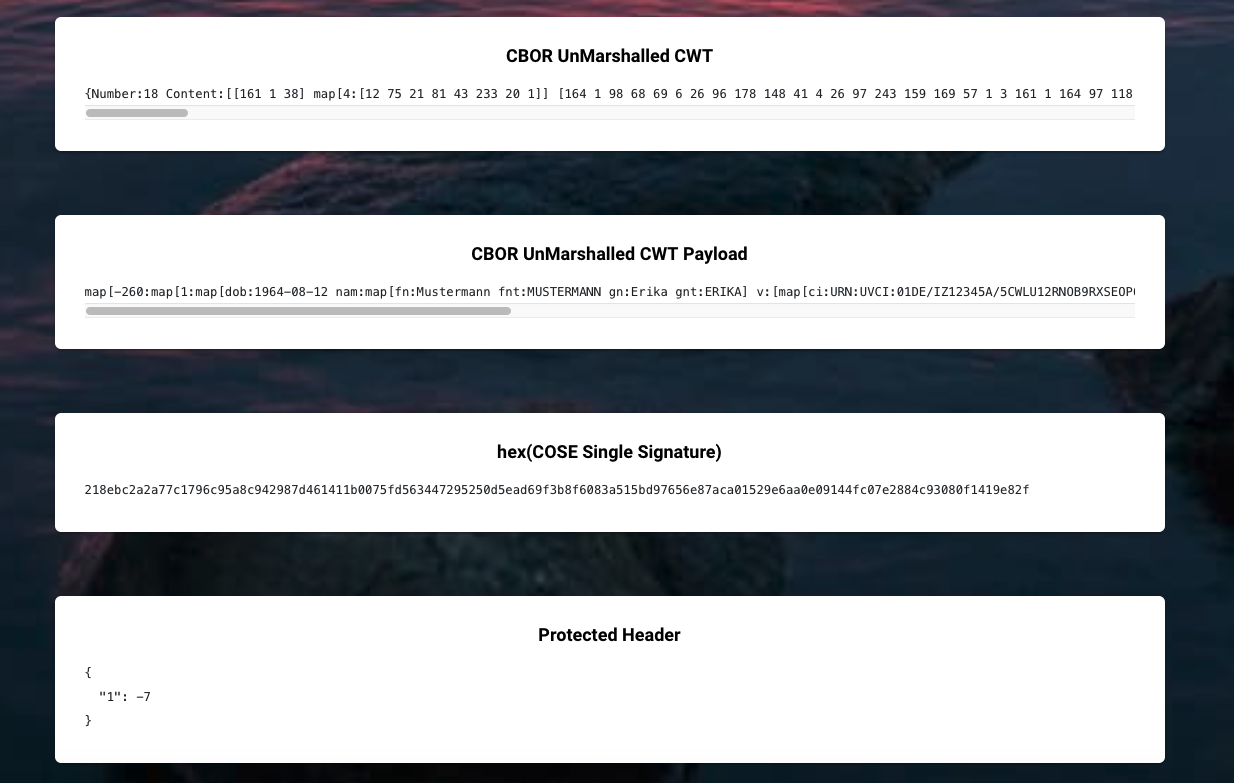 CBOR UnMarshalled CWT
{Number:18 Content:[[161 1 38] map[4:[12 75 21 81 43 233 20 1]] [164 1 98 68 69 6 26 96 178 148 41 4 26 97 243 159 169 57 1 3 161 1 164 97 118
CBOR UnMarshalled CWT Payload
map[-260:map[1:map[dob:1964-08-12 nam:map[fn:Mustermann fnt:MUSTERMANN gn:Erika gnt:ERIKA] v:[map[ci:URN:UVCI:01DE/IZ12345A/5CWLU12RNOB9RXSEOP
hex(COSE Single Signature)
218ebc2a2a77c1796c95a8c942987d461411b0075fd563447295250d5ead69f3b8f6083a515bd97656e87aca01529e6aa0e09144fc07e2884c93080f1419e82f
Protected Header
{
"1": -7
}